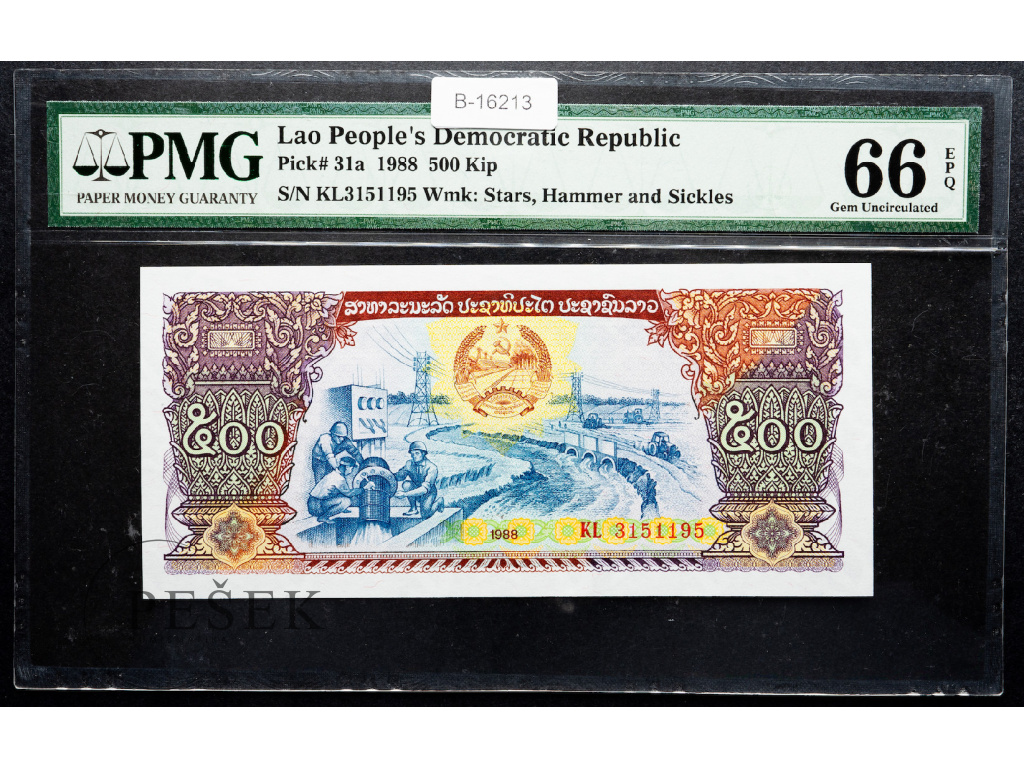 B-16213
PMG
PAPER MONEY GUARANTY
Lao People's Democratic Republic
Pick# 31a 1988 500 Kip
S/N KL3151195 Wmk: Stars, Hammer and Sickles
66
EPQ
Gem Uncirculated
ສາທາລະນະລັດ ປະຊາທິປະໄຕ ປະຊາຊົນລາວ
໕໐໐
໕໐໐
1988
KL 3151195
PEŠEK